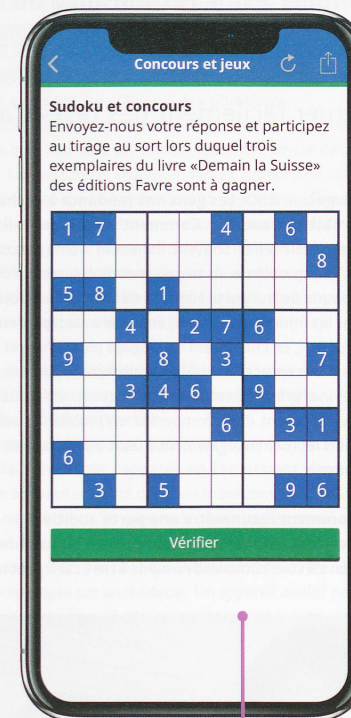 Concours et jeux
Sudoku et concours
Envoyez-nous votre réponse et participez
au tirage au sort lors duquel trois
exemplaires du livre «Demain la Suisse»
des éditions Favre sont à gagner.
1 7 4 6
8
5 8 1
4 2 7 6
9 8 3 7
3 4 6 9
6 3 1
6
3 5 9 6
Vérifier